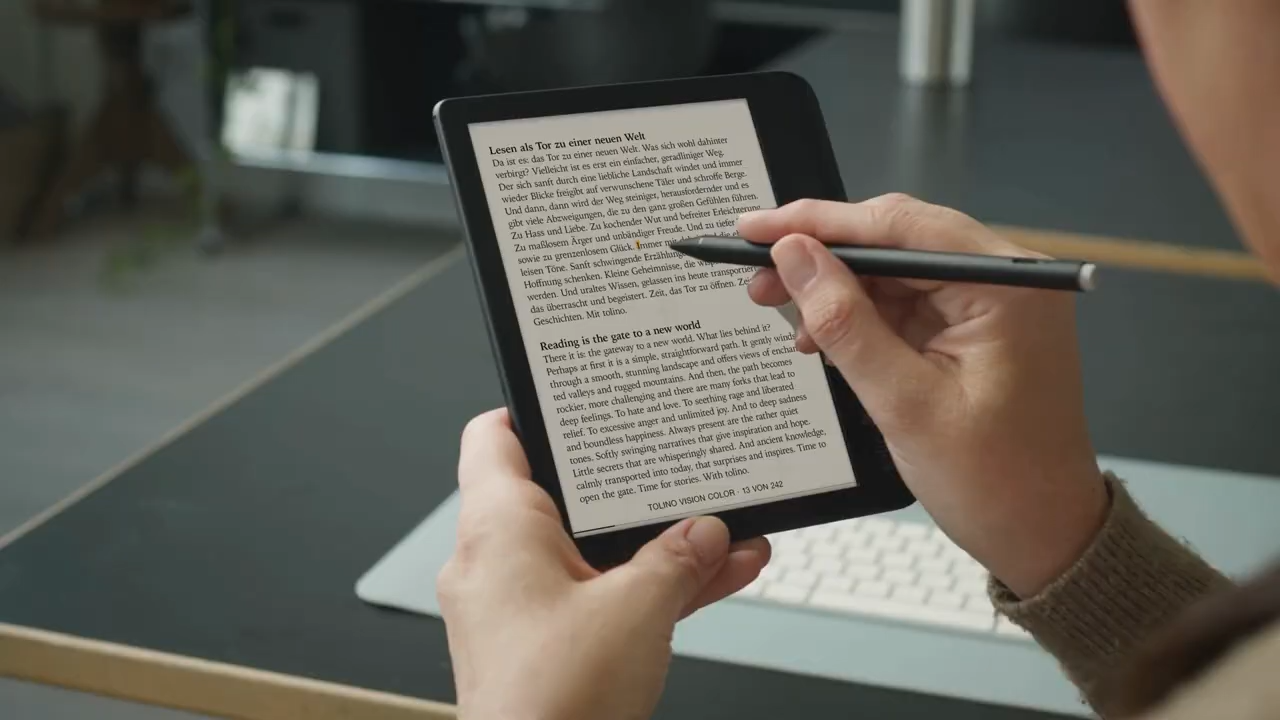 Lesen als Tor zu einer neuen Welt
Da ist es: das Tor zu einer neuen Welt. Was sich wohl dahinter
verbirgt? Vielleicht ist es erst ein einfacher, geradliniger Weg.
Der sich sanft durch eine liebliche Landschaft windet und immer
wieder Blicke freigibt auf verwunschene Täler und schroffe Berge.
Und dann, dann wird der Weg steiniger, herausfordernder und es
gibt viele Abzweigungen, die zu den ganz großen Gefühlen führen.
Zu Hass und Liebe. Zu kochender Wut und befreiter Erleichterung.
Zu maßlosem Ärger und unbändiger Freude. Und zu tiefer
sowie zu grenzenlosem Glück. Immer die
leisen Töne. Sanft schwingende
Hoffnung schenken. Kleine Geheimnisse, die
werden. Und uraltes Wissen, gelassen ins heute
das überrascht und begeistert. Zeit, das Tor zu öffnen.
Geschichten. Mit tolino.
Reading is the gate to a new world
There it is: the gateway to a new world. What lies behind it?
Perhaps at first it is a simple, straightforward path. It gently winds
through a smooth, stunning landscape and offers views of enchan
ted valleys and rugged mountains. And then, the path becomes
rockier, more challenging and there are many forks that lead to
deep feelings. To hate and love. To seething rage and liberated
relief. To excessive anger and unlimited joy. And to deep sadness
and boundless happiness. Always present are the rather quiet
tones. Softly swinging narratives that give inspiration and hope.
Little secrets that are whisperingly shared. And ancient knowledge,
calmly transported into today, that surprises and inspires. Time to
open the gate. Time for stories. With tolino.
TOLINO VISION COLOR · 13 VON 242